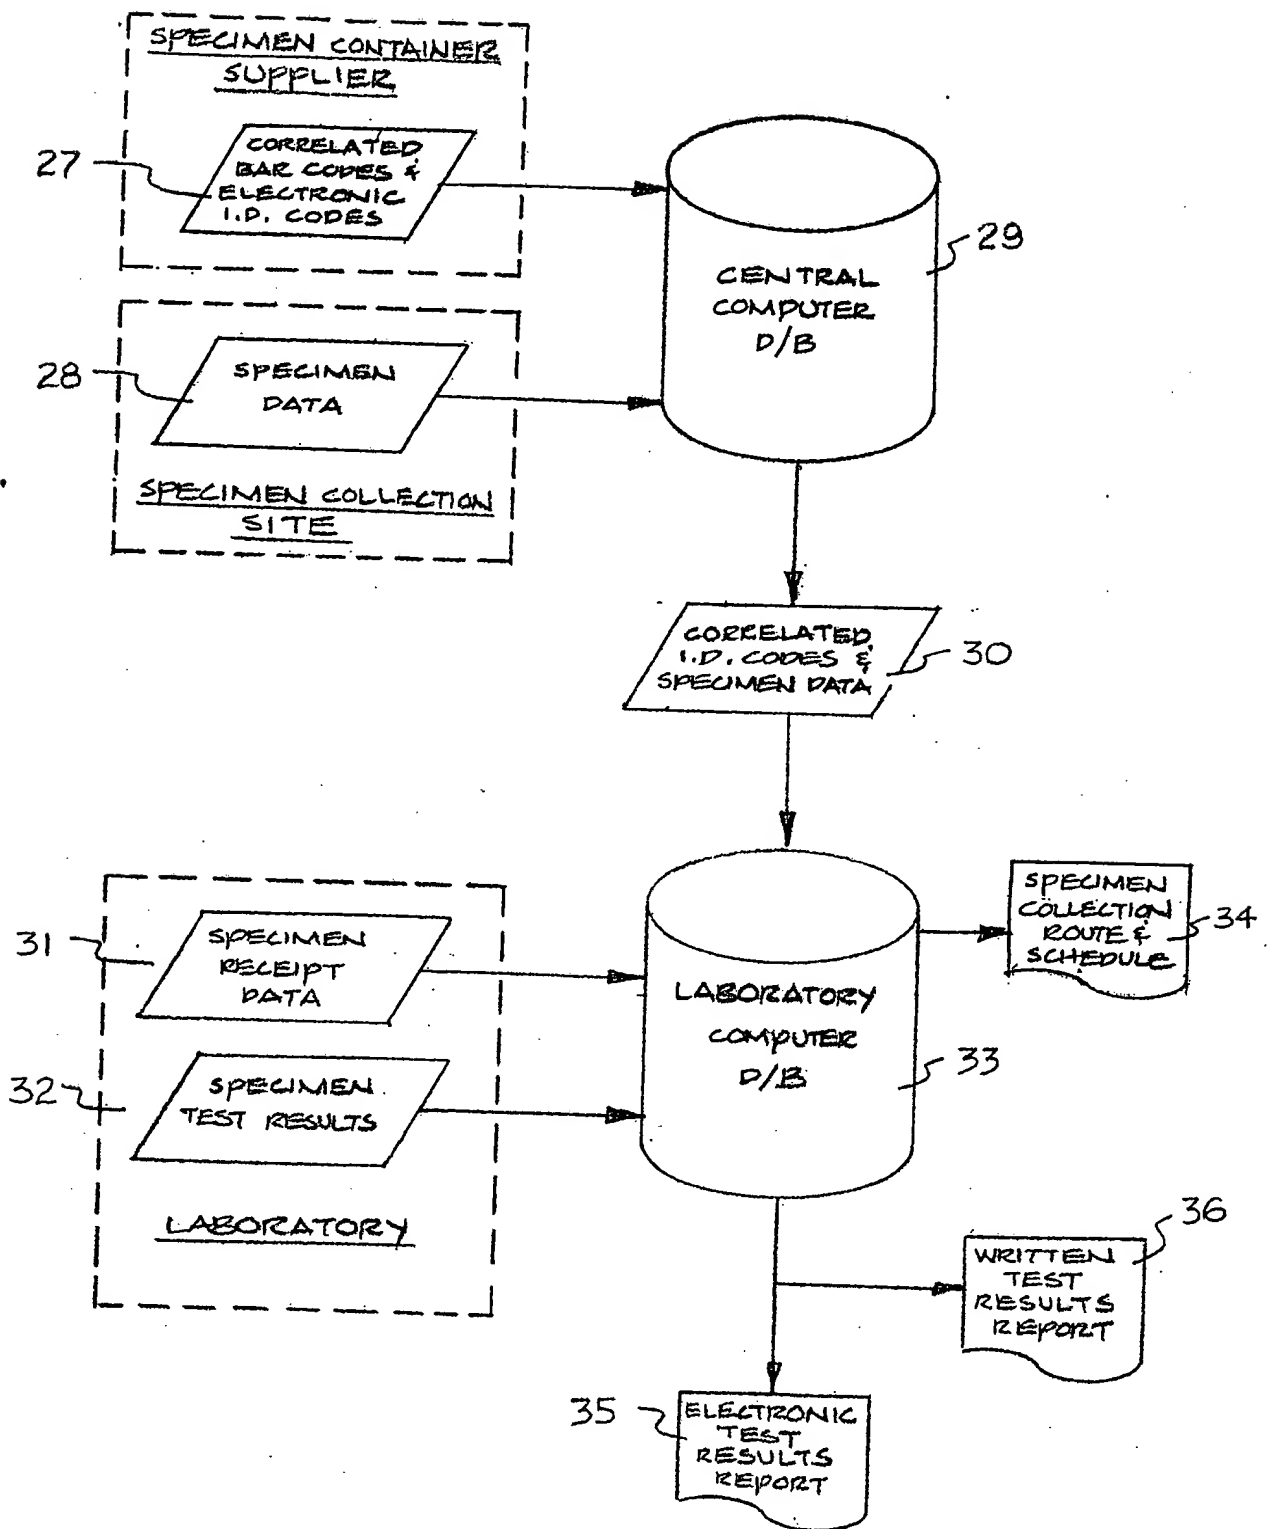 SPECIMEN CONTAINER
SUPPLIER
27
CORRELATED
BAR CODES &
ELECTRONIC
I.D. CODES
CENTRAL
COMPUTER
D/B
29
28
SPECIMEN
DATA
SPECIMEN COLLECTION
SITE
CORRELATED
I.D. CODES &
SPECIMEN DATA
30
31
SPECIMEN
RECEIPT
DATA
32
SPECIMEN
TEST RESULTS
LABORATORY
LABORATORY
COMPUTER
D/B
33
SPECIMEN
COLLECTION
ROUTE &
SCHEDULE
34
36
WRITTEN
TEST
RESULTS
REPORT
35
ELECTRONIC
TEST
RESULTS
REPORT